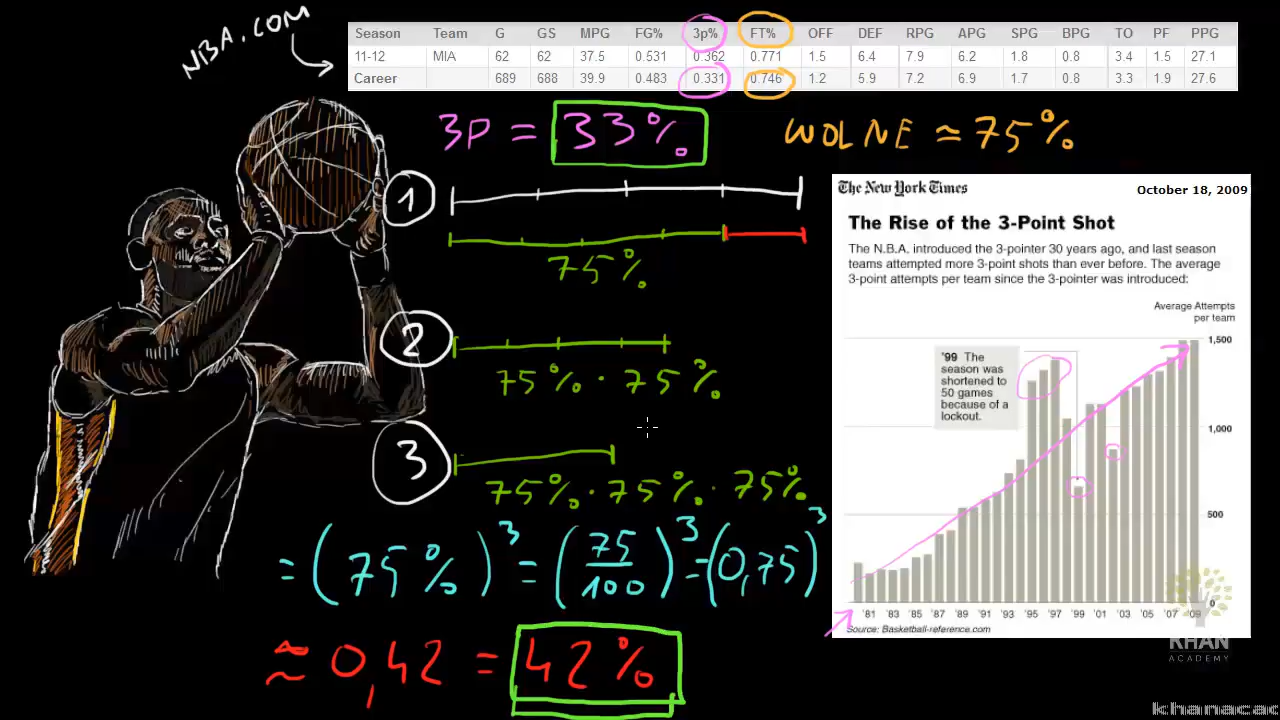 NBA.COM
Season Team G GS MPG FG% 3p% FT% OFF DEF RPG APG SPG BPG TO PF PPG
11-12 MIA 62 62 37.5 0.531 0.362 0.771 1.5 6.4 7.9 6.2 1.8 0.8 3.4 1.5 27.1
Career 689 688 39.9 0.483 0.331 0.746 1.2 5.9 7.2 6.9 1.7 0.8 3.3 1.9 27.6
3P = 33%
WOLNE ≈ 75%
1
75%
2
75% · 75%
3
75% · 75% · 75%
= (75%)³ = (75/100)³ = (0,75)³
≈ 0,42 = 42%
The New York Times
October 18, 2009
The Rise of the 3-Point Shot
The N.B.A. introduced the 3-pointer 30 years ago, and last season
teams attempted more 3-point shots than ever before. The average
3-point attempts per team since the 3-pointer was introduced:
Average Attempts
per team
1,500
'99 The
season was
shortened to
50 games
because of a
lockout.
1,000
500
0
'81 '83 '85 '87 '89 '91 '93 '95 '97 '99 '01 '03 '05 '07 '09
Source: Basketball-reference.com
KHAN
ACADEMY
khanacad